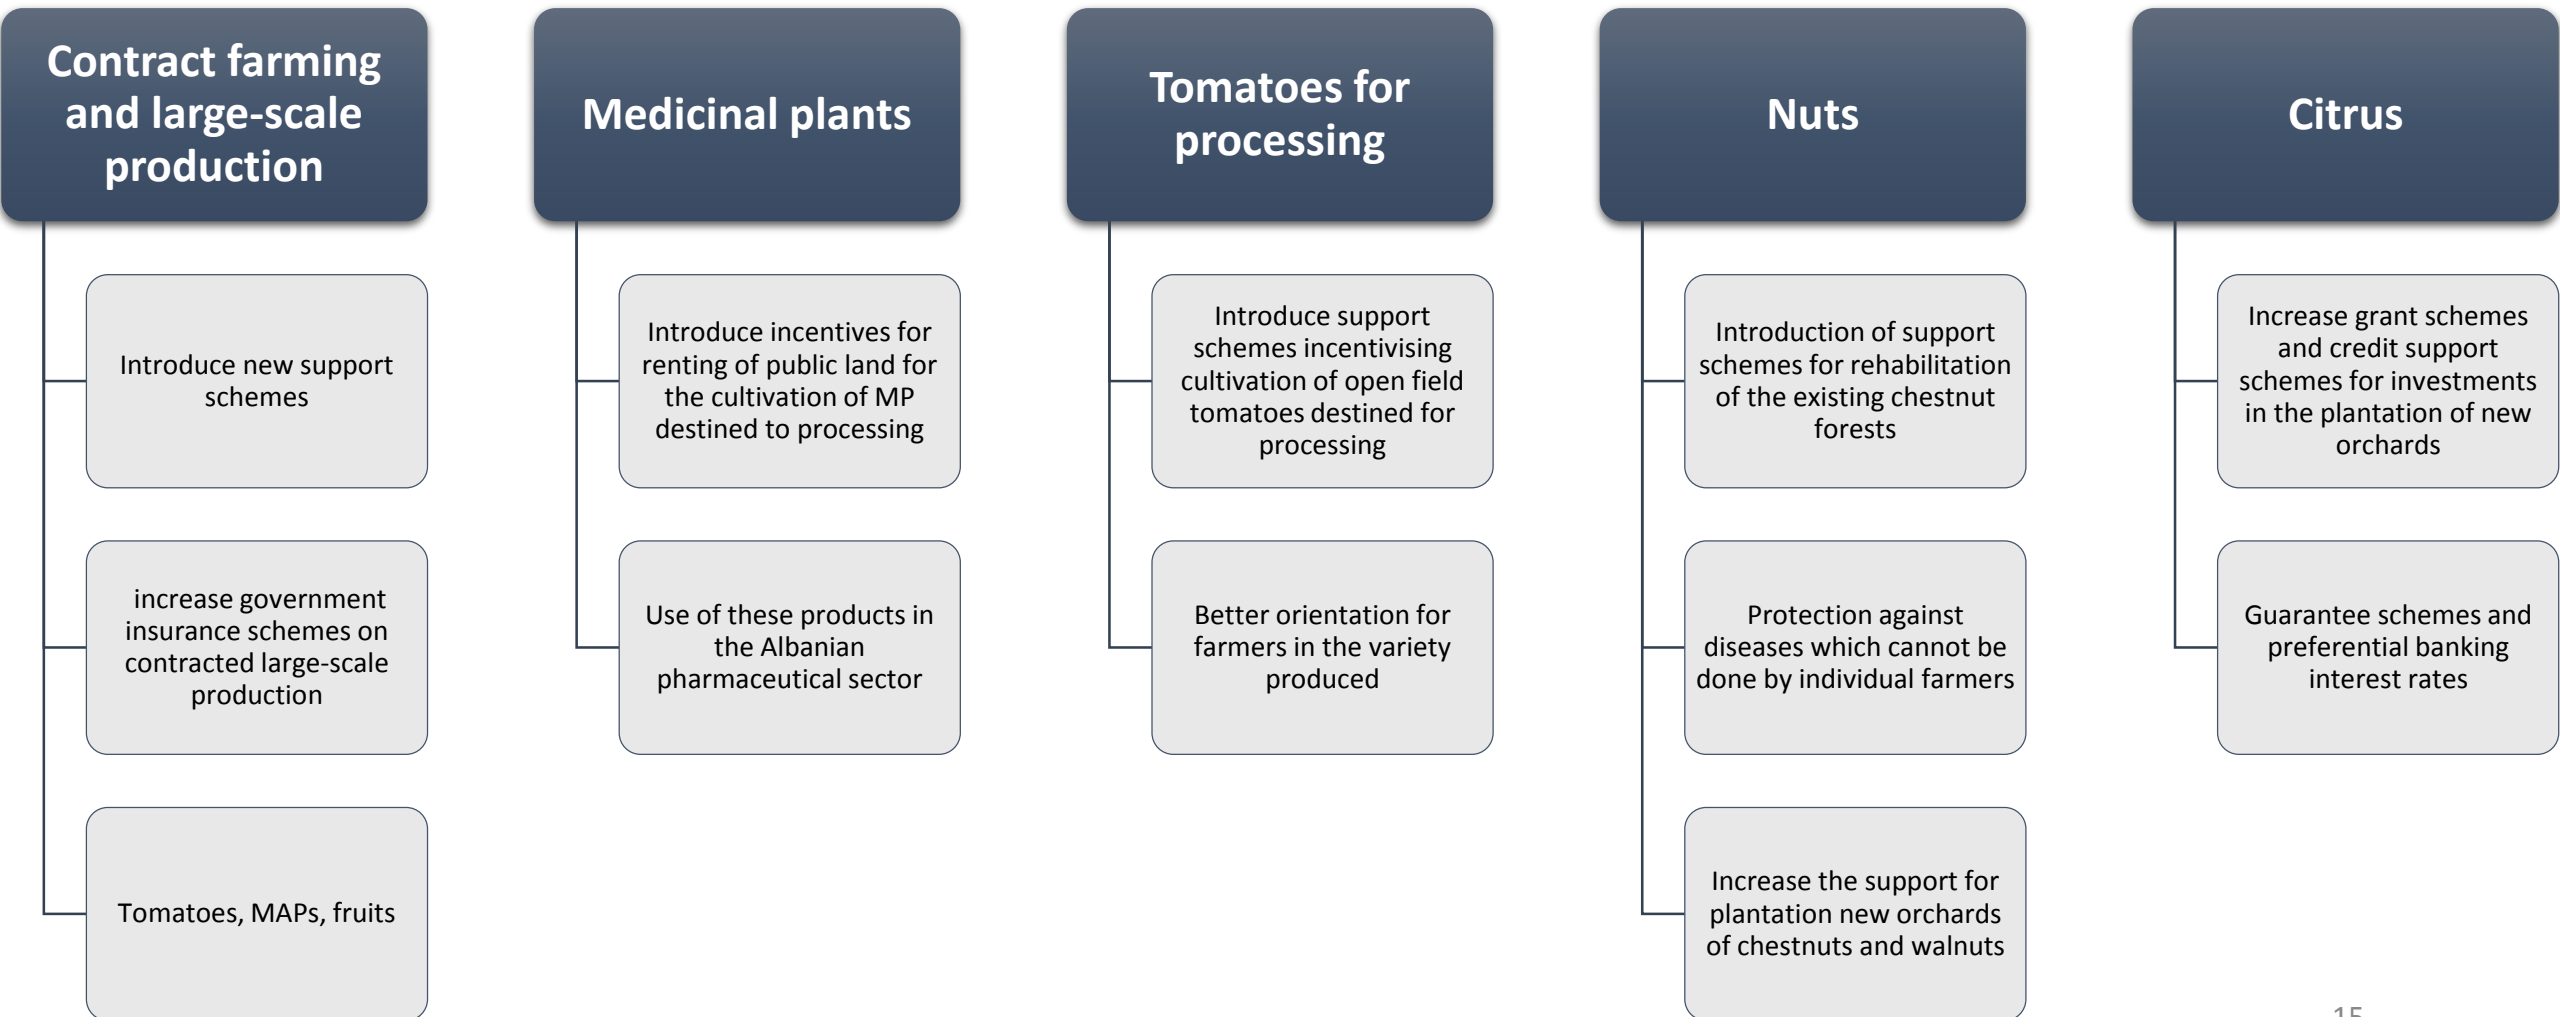 Contract farming
and large-scale
production
Introduce new support
schemes
increase government
insurance schemes on
contracted large-scale
production
Tomatoes, MAPs, fruits
Medicinal plants
Introduce incentives for
renting of public land for
the cultivation of MP
destined to processing
Use of these products in
the Albanian
pharmaceutical sector
Tomatoes for
processing
Introduce support
schemes incentivising
cultivation of open field
tomatoes destined for
processing
Better orientation for
farmers in the variety
produced
Nuts
Introduction of support
schemes for rehabilitation
of the existing chestnut
forests
Protection against
diseases which cannot be
done by individual farmers
Increase the support for
plantation new orchards
of chestnuts and walnuts
Citrus
Increase grant schemes
and credit support
schemes for investments
in the plantation of new
orchards
Guarantee schemes and
preferential banking
interest rates
15